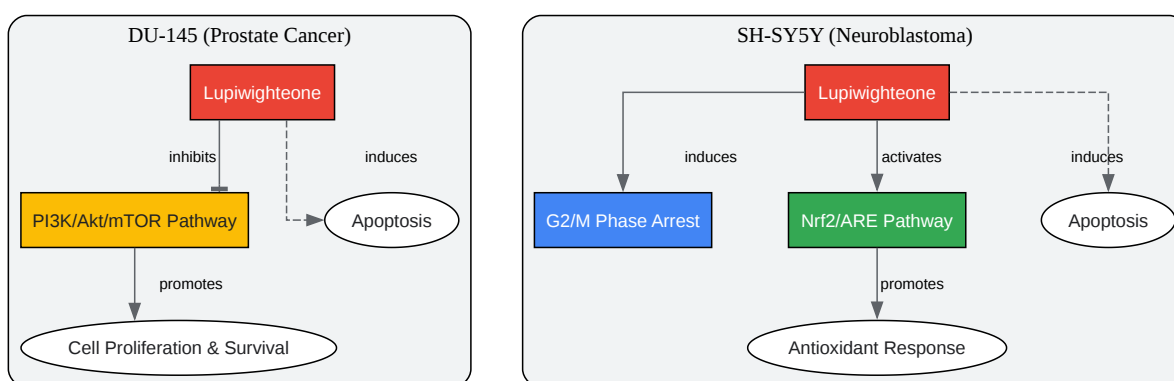 DU-145 (Prostate Cancer)
Lupiwighteone
inhibits
induces
PI3K/Akt/mTOR Pathway
Apoptosis
promotes
Cell Proliferation & Survival
SH-SY5Y (Neuroblastoma)
Lupiwighteone
induces
activates
induces
G2/M Phase Arrest
Nrf2/ARE Pathway
Apoptosis
promotes
Antioxidant Response